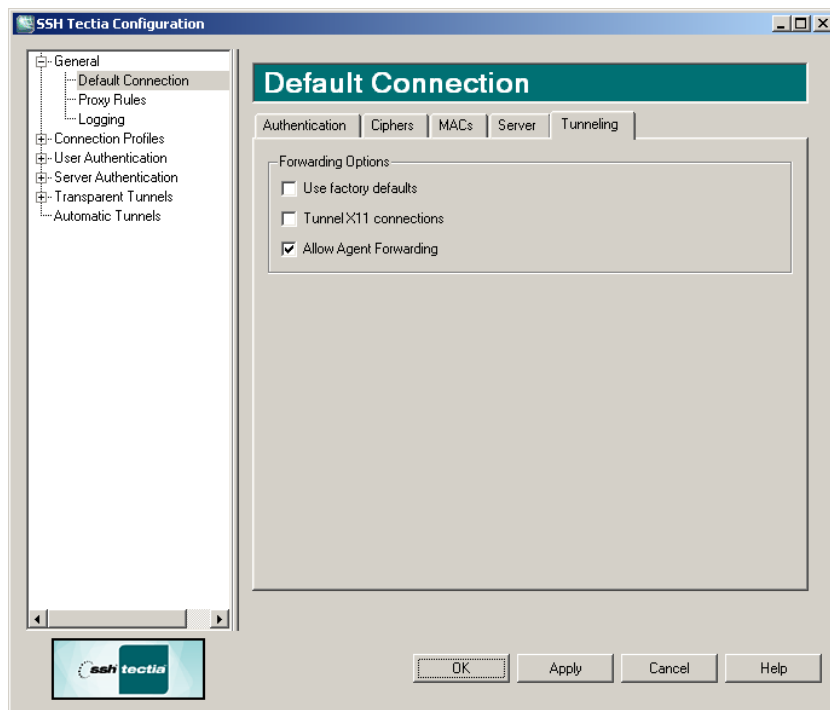 SSH Tectia Configuration
General
Default Connection
Proxy Rules
Logging
Connection Profiles
User Authentication
Server Authentication
Transparent Tunnels
Automatic Tunnels
Default Connection
Authentication Ciphers MACs Server Tunneling
Forwarding Options
Use factory defaults
Tunnel X11 connections
Allow Agent Forwarding
ssh tectia
OK Apply Cancel Help